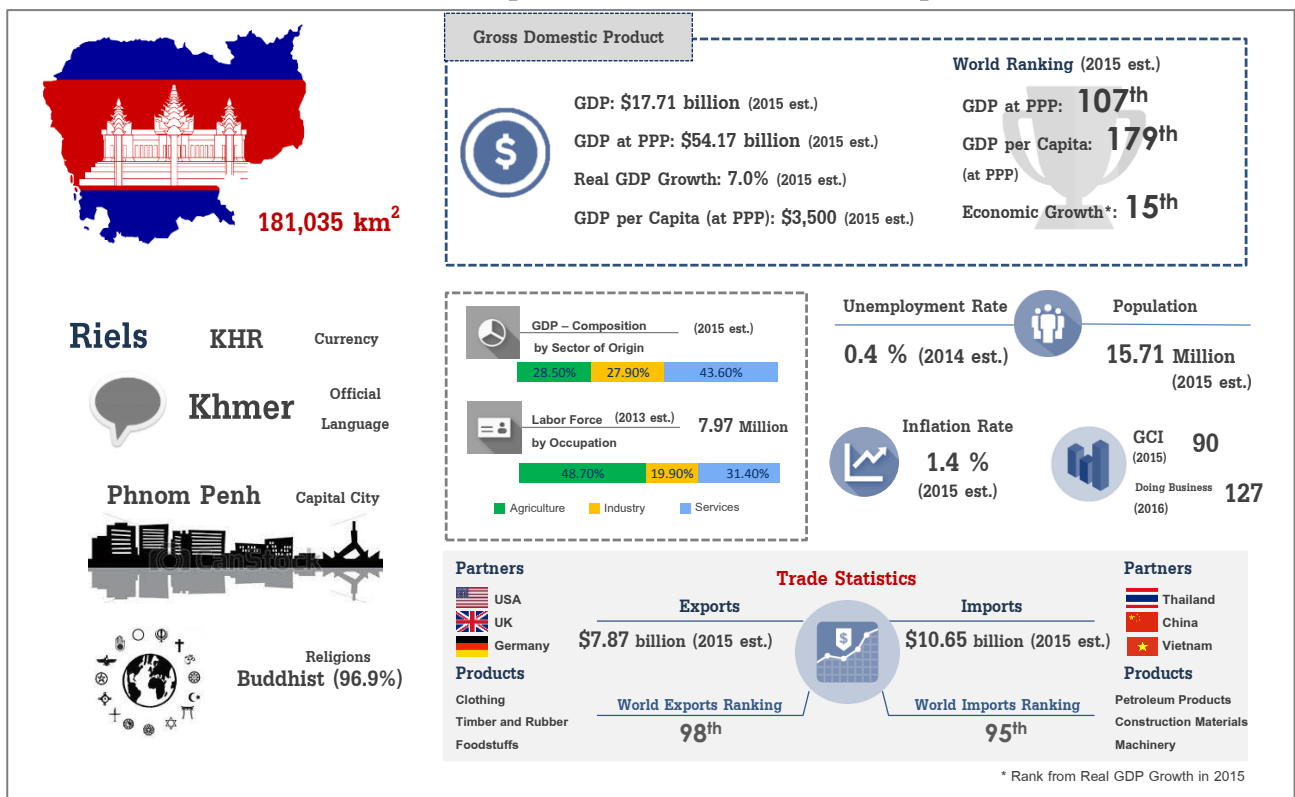 181,035 km²
Riels KHR Currency
Khmer Official
Language
Phnom Penh Capital City
CanStock
Religions
Buddhist (96.9%)
Gross Domestic Product
GDP: $17.71 billion (2015 est.)
GDP at PPP: $54.17 billion (2015 est.)
Real GDP Growth: 7.0% (2015 est.)
GDP per Capita (at PPP): $3,500 (2015 est.)
World Ranking (2015 est.)
GDP at PPP: 107th
GDP per Capita: 179th
(at PPP)
Economic Growth*: 15th
GDP – Composition (2015 est.)
by Sector of Origin
28.50% 27.90% 43.60%
Labor Force (2013 est.) 7.97 Million
by Occupation
48.70% 19.90% 31.40%
Agriculture Industry Services
Unemployment Rate
0.4 % (2014 est.)
Population
15.71 Million
(2015 est.)
Inflation Rate
1.4 %
(2015 est.)
GCI 90
(2015)
Doing Business 127
(2016)
Trade Statistics
Partners
USA
UK
Germany
Products
Clothing
Timber and Rubber
Foodstuffs
Exports
$7.87 billion (2015 est.)
World Exports Ranking
98th
Imports
$10.65 billion (2015 est.)
World Imports Ranking
95th
Partners
Thailand
China
Vietnam
Products
Petroleum Products
Construction Materials
Machinery
* Rank from Real GDP Growth in 2015